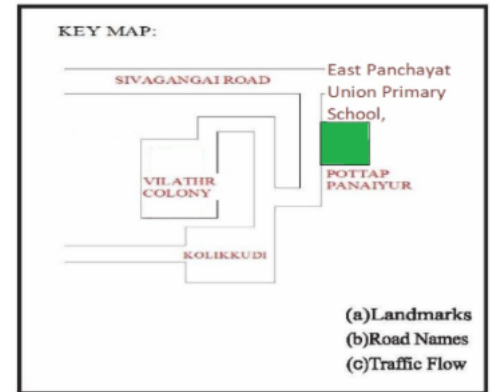 KEY MAP:
SIVAGANGAI ROAD
East Panchayat
Union Primary
School,
VILATHR
COLONY
POTTAP
PANAIYUR
KOLIKKUDI
(a)Landmarks
(b)Road Names
(c)Traffic Flow